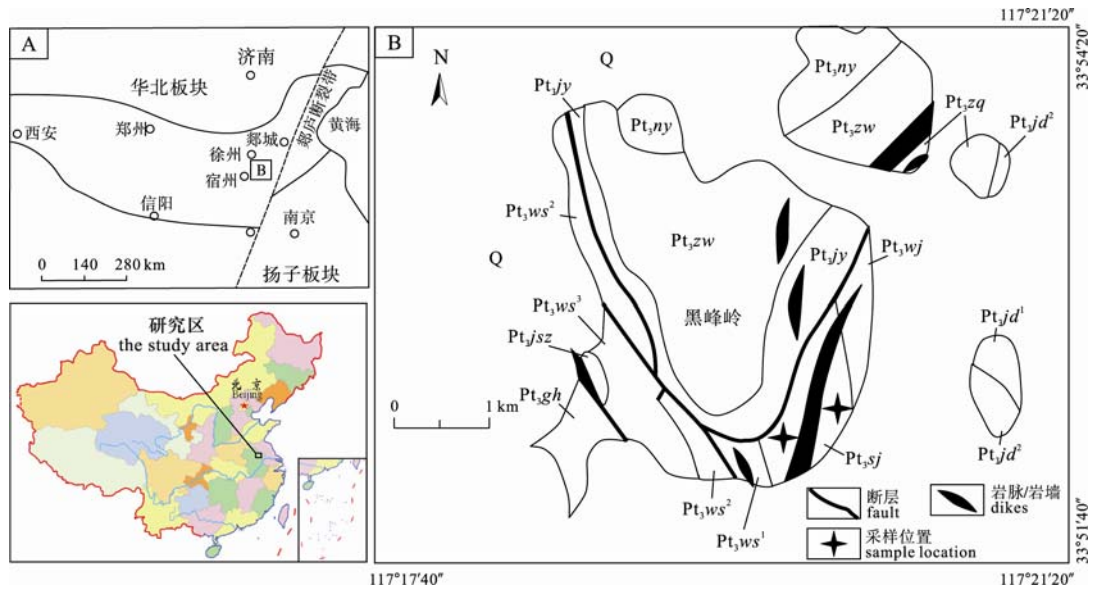 A
济南
华北板块
西安
郑州
郯城
郯庐断裂带
黄海
徐州
宿州
B
信阳
南京
0 140 280 km
扬子板块
研究区
the study area
北 京
Beijing
B
117°21′20″
33°54′20″
N
Q
Pt₃jy
Pt₃ny
Pt₃ny
Pt₃zw
Pt₃zq
Pt₃jd²
Pt₃ws²
Pt₃zw
Pt₃jy
Pt₃wj
Q
Pt₃ws³
Pt₃jsz
黑峰岭
Pt₃gh
0 1 km
Pt₃jd¹
Pt₃jd²
Pt₃sj
Pt₃ws²
Pt₃ws¹
断层
fault
岩脉/岩墙
dikes
采样位置
sample location
33°51′40″
117°17′40″
117°21′20″